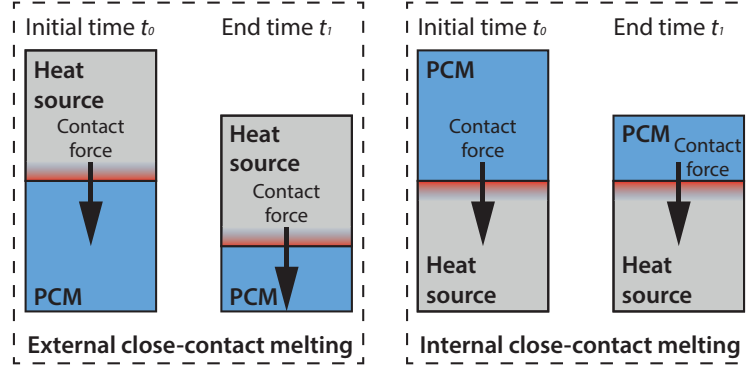 Initial time t₀
End time t₁
Heat
source
Contact
force
PCM
Heat
source
Contact
force
PCM
External close-contact melting
Initial time t₀
End time t₁
PCM
Contact
force
Heat
source
PCM
Contact
force
Heat
source
Internal close-contact melting